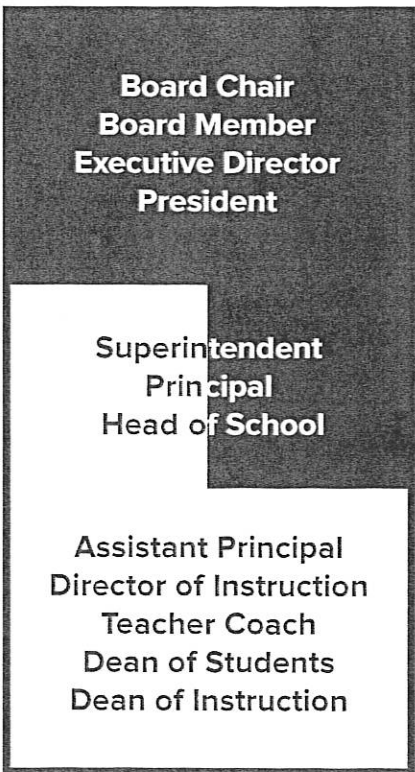 Board Chair
Board Member
Executive Director
President
Superintendent
Principal
Head of School
Assistant Principal
Director of Instruction
Teacher Coach
Dean of Students
Dean of Instruction